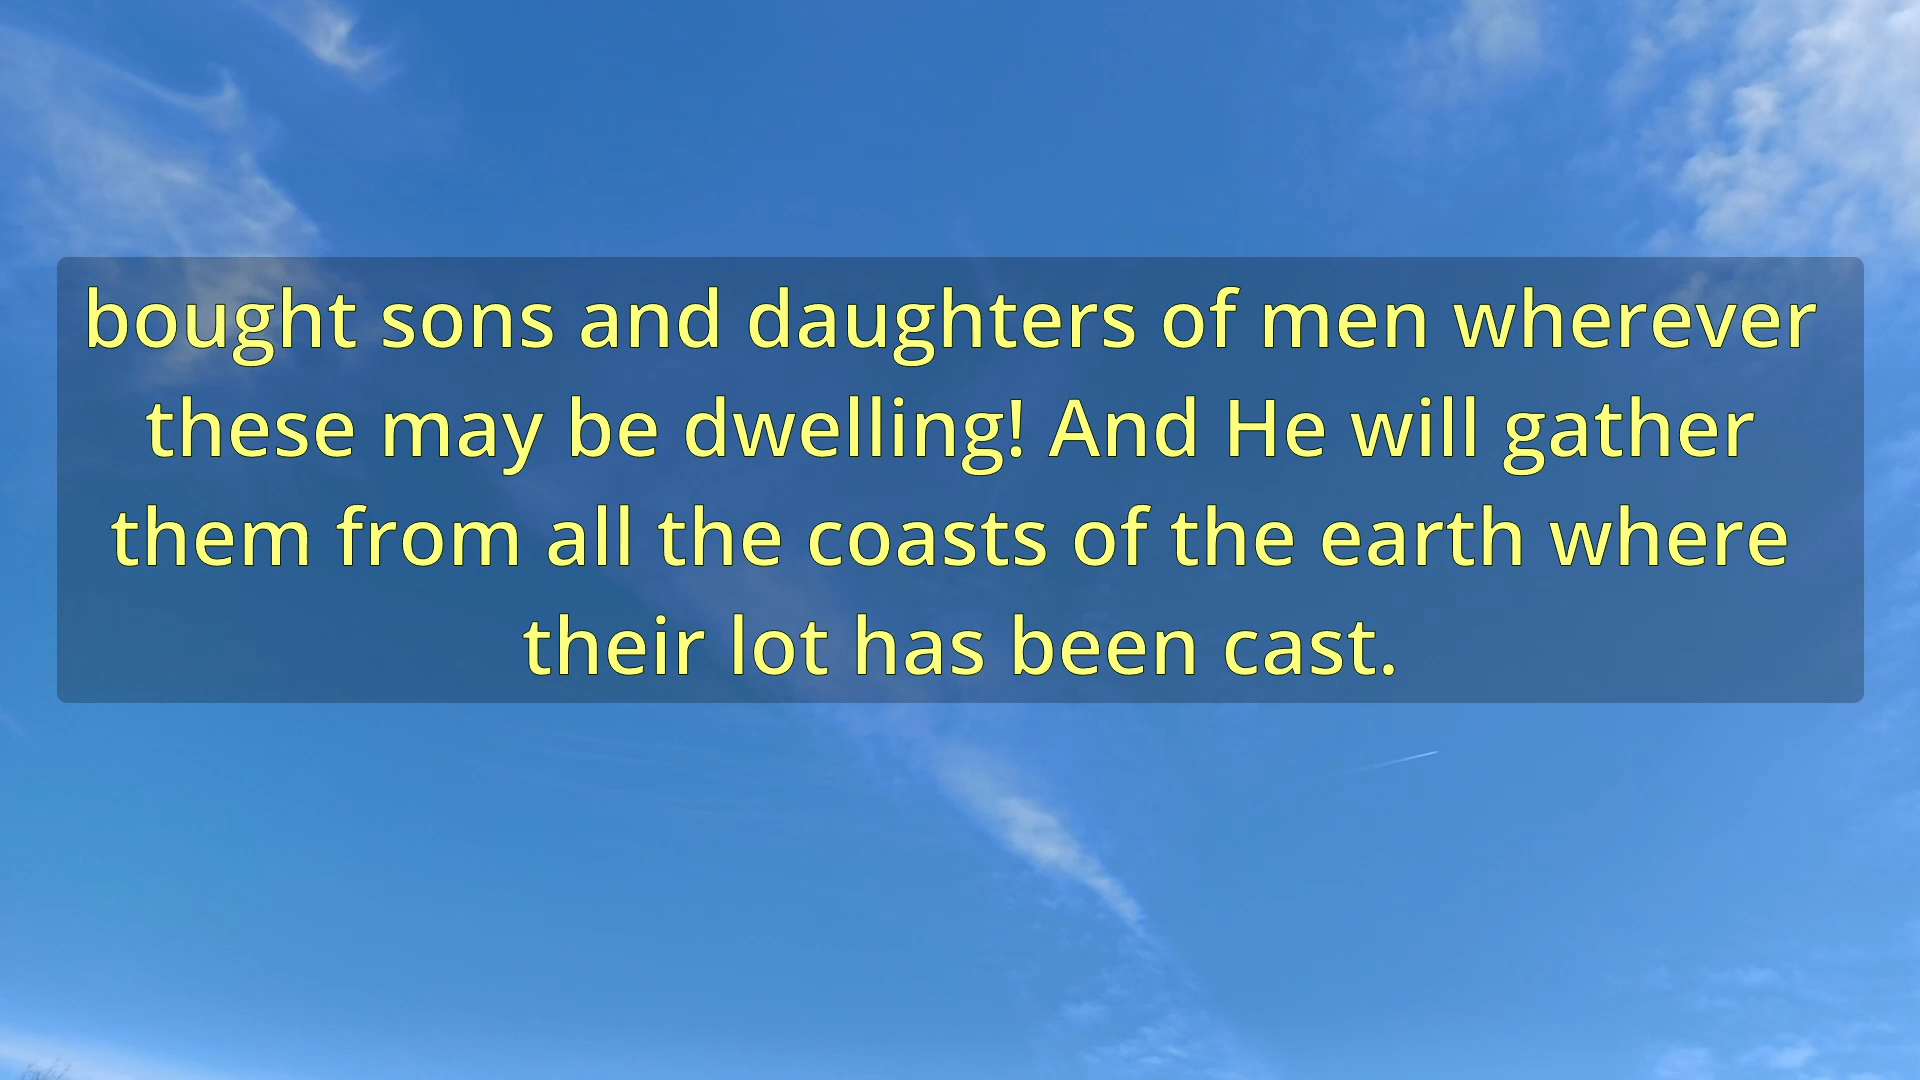 bought sons and daughters of men wherever
these may be dwelling! And He will gather
them from all the coasts of the earth where
their lot has been cast.